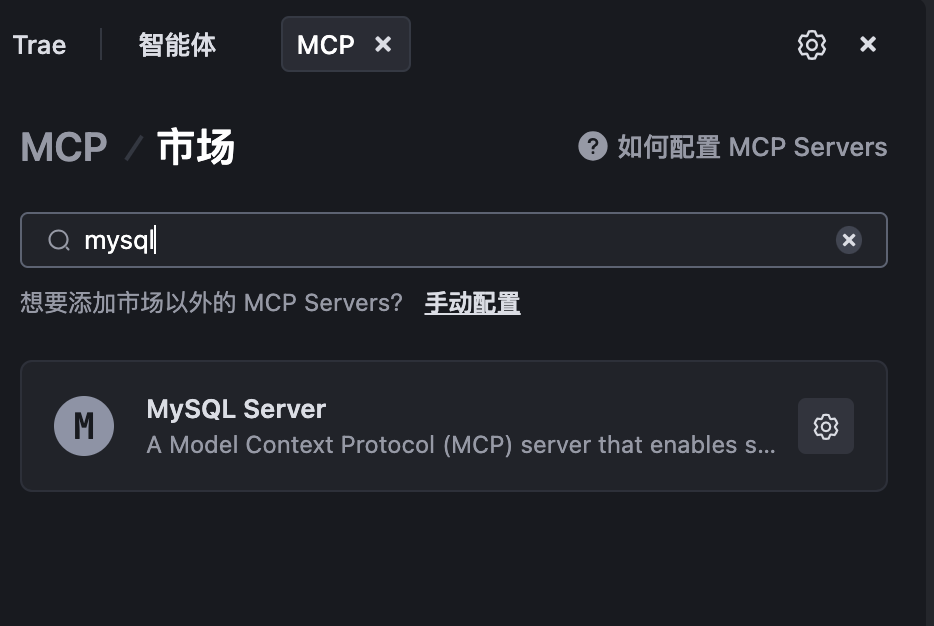 Trae 智能体 MCP
MCP / 市场 如何配置 MCP Servers
mysql
想要添加市场以外的 MCP Servers? 手动配置
M
MySQL Server
A Model Context Protocol (MCP) server that enables s...